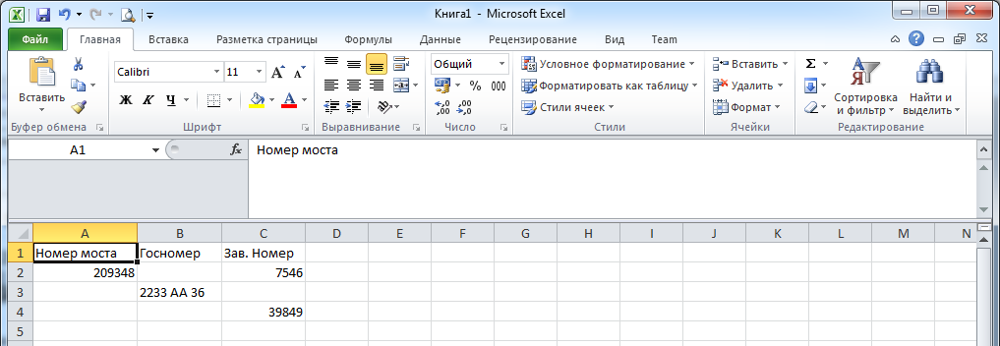 Книга1 - Microsoft Excel
Файл Главная Вставка Разметка страницы Формулы Данные Рецензирование Вид Team
Calibri 11 Общий Условное форматирование Вставить Σ
Вставить Ж К Ч % 000 Форматировать как таблицу Удалить Сортировка и фильтр Найти и выделить
Стили ячеек Формат
Буфер обмена Шрифт Выравнивание Число Стили Ячейки Редактирование
A1 fx Номер моста
A B C D E F G H I J K L M N
1 Номер моста Госномер Зав. Номер
2 209348 7546
3 2233 АА 36
4 39849
5